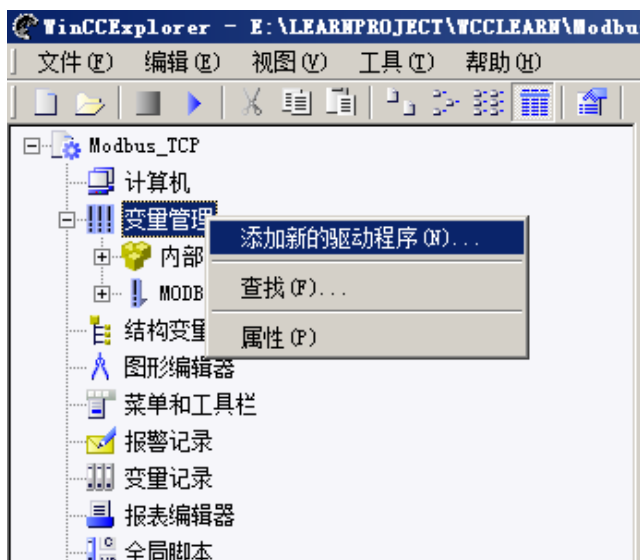 WinCCExplorer - E:\LEARNPROJECT\WCCLEARN\Modbu
文件(F) 编辑(E) 视图(V) 工具(T) 帮助(H)
Modbus_TCP
计算机
变量管理
添加新的驱动程序(N)...
内部
查找(F)...
MODB
结构变量
属性(P)
图形编辑器
菜单和工具栏
报警记录
变量记录
报表编辑器
全局脚本